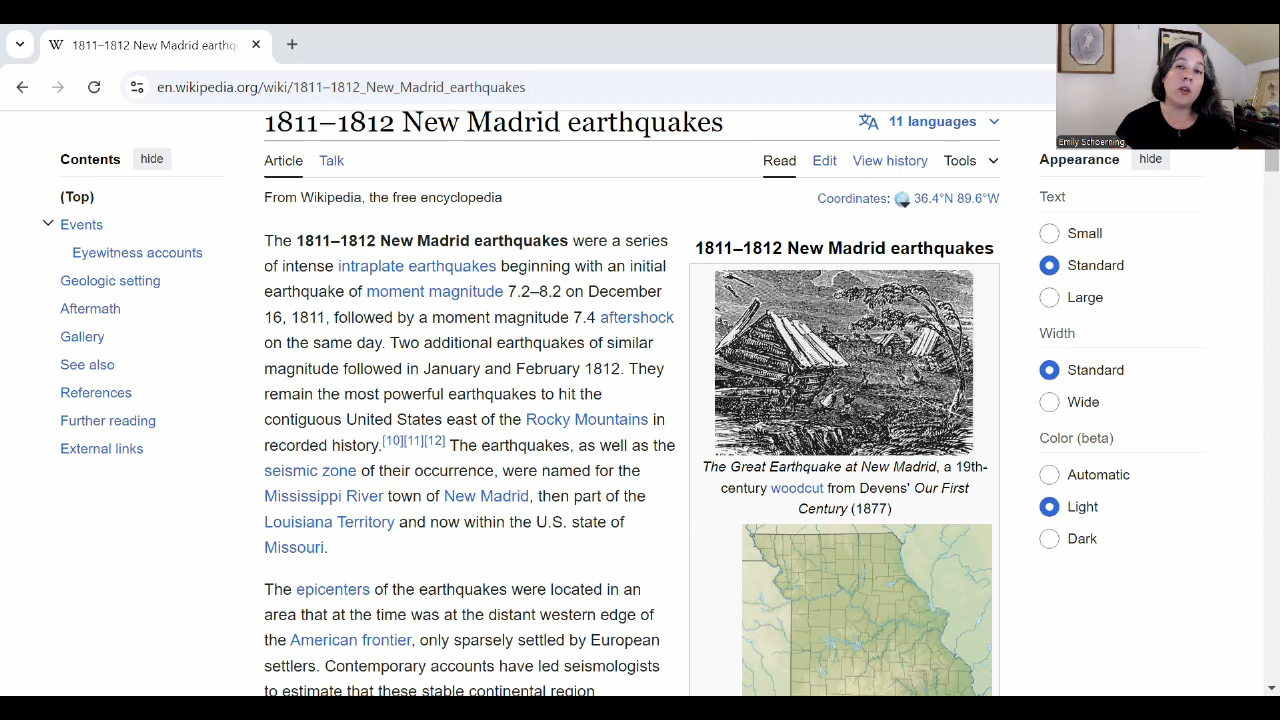 1811–1812 New Madrid earthq
en.wikipedia.org/wiki/1811–1812_New_Madrid_earthquakes
Emily Schoerning
1811–1812 New Madrid earthquakes
11 languages
Contents hide
Article Talk
Read Edit View history Tools
Appearance hide
(Top)
Events
Eyewitness accounts
Geologic setting
Aftermath
Gallery
See also
References
Further reading
External links
From Wikipedia, the free encyclopedia
Coordinates: 36.4°N 89.6°W
The 1811–1812 New Madrid earthquakes were a series
of intense intraplate earthquakes beginning with an initial
earthquake of moment magnitude 7.2–8.2 on December
16, 1811, followed by a moment magnitude 7.4 aftershock
on the same day. Two additional earthquakes of similar
magnitude followed in January and February 1812. They
remain the most powerful earthquakes to hit the
contiguous United States east of the Rocky Mountains in
recorded history.[10][11][12] The earthquakes, as well as the
seismic zone of their occurrence, were named for the
Mississippi River town of New Madrid, then part of the
Louisiana Territory and now within the U.S. state of
Missouri.
The epicenters of the earthquakes were located in an
area that at the time was at the distant western edge of
the American frontier, only sparsely settled by European
settlers. Contemporary accounts have led seismologists
to estimate that these stable continental region
1811–1812 New Madrid earthquakes
The Great Earthquake at New Madrid, a 19th-
century woodcut from Devens' Our First
Century (1877)
Text
Small
Standard
Large
Width
Standard
Wide
Color (beta)
Automatic
Light
Dark